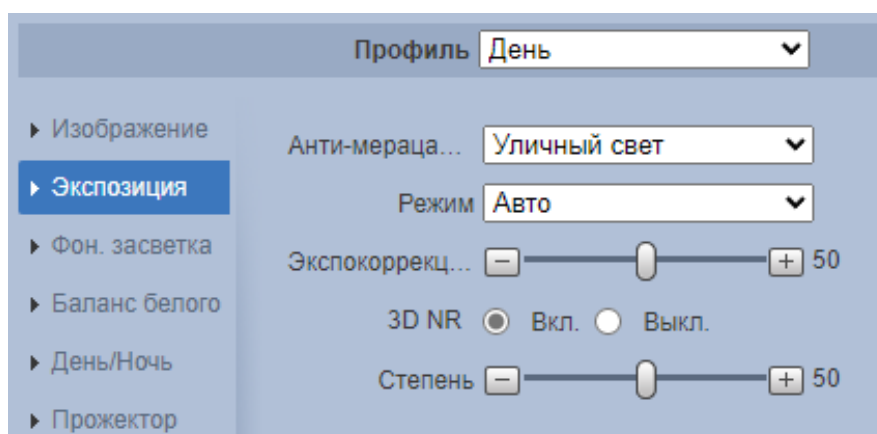 Профиль День
Изображение
Анти-мераца... Уличный свет
Экспозиция
Режим Авто
Фон. засветка
Экспокоррекц... 50
Баланс белого
3D NR Вкл. Выкл.
День/Ночь
Степень 50
Прожектор